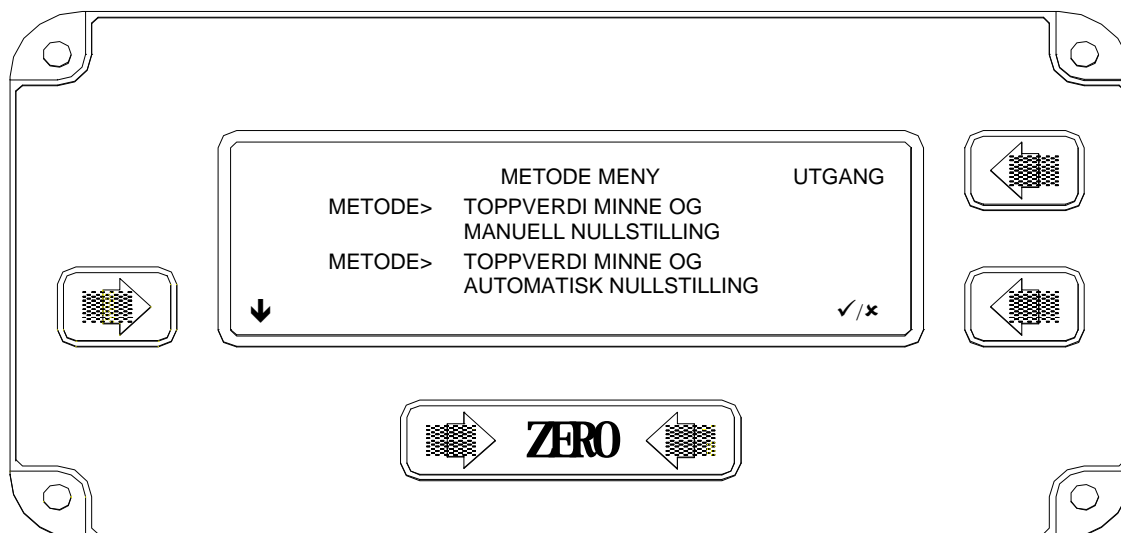 METODE MENY UTGANG
METODE> TOPPVERDI MINNE OG
MANUELL NULLSTILLING
METODE> TOPPVERDI MINNE OG
AUTOMATISK NULLSTILLING
✓/×
ZERO